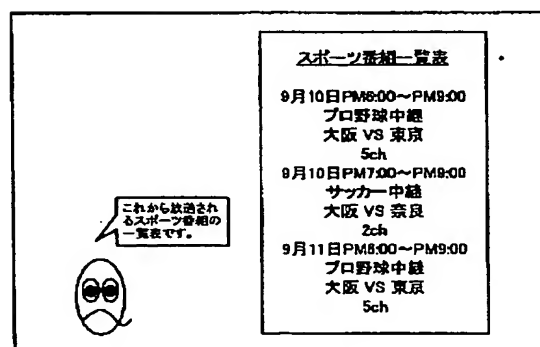 スポーツ番組一覧表
9月10日PM6:00～PM9:00
プロ野球中継
大阪 VS 東京
5ch
9月10日PM7:00～PM9:00
サッカー中継
大阪 VS 奈良
2ch
9月11日PM6:00～PM9:00
プロ野球中継
大阪 VS 東京
5ch
これから放送され
るスポーツ番組の
一覧表です。